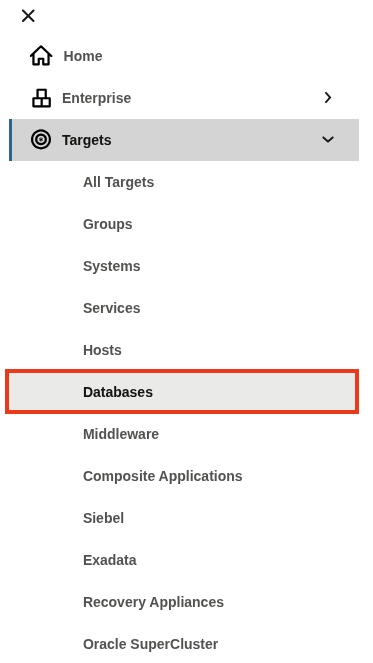 Home
Enterprise
Targets
All Targets
Groups
Systems
Services
Hosts
Databases
Middleware
Composite Applications
Siebel
Exadata
Recovery Appliances
Oracle SuperCluster